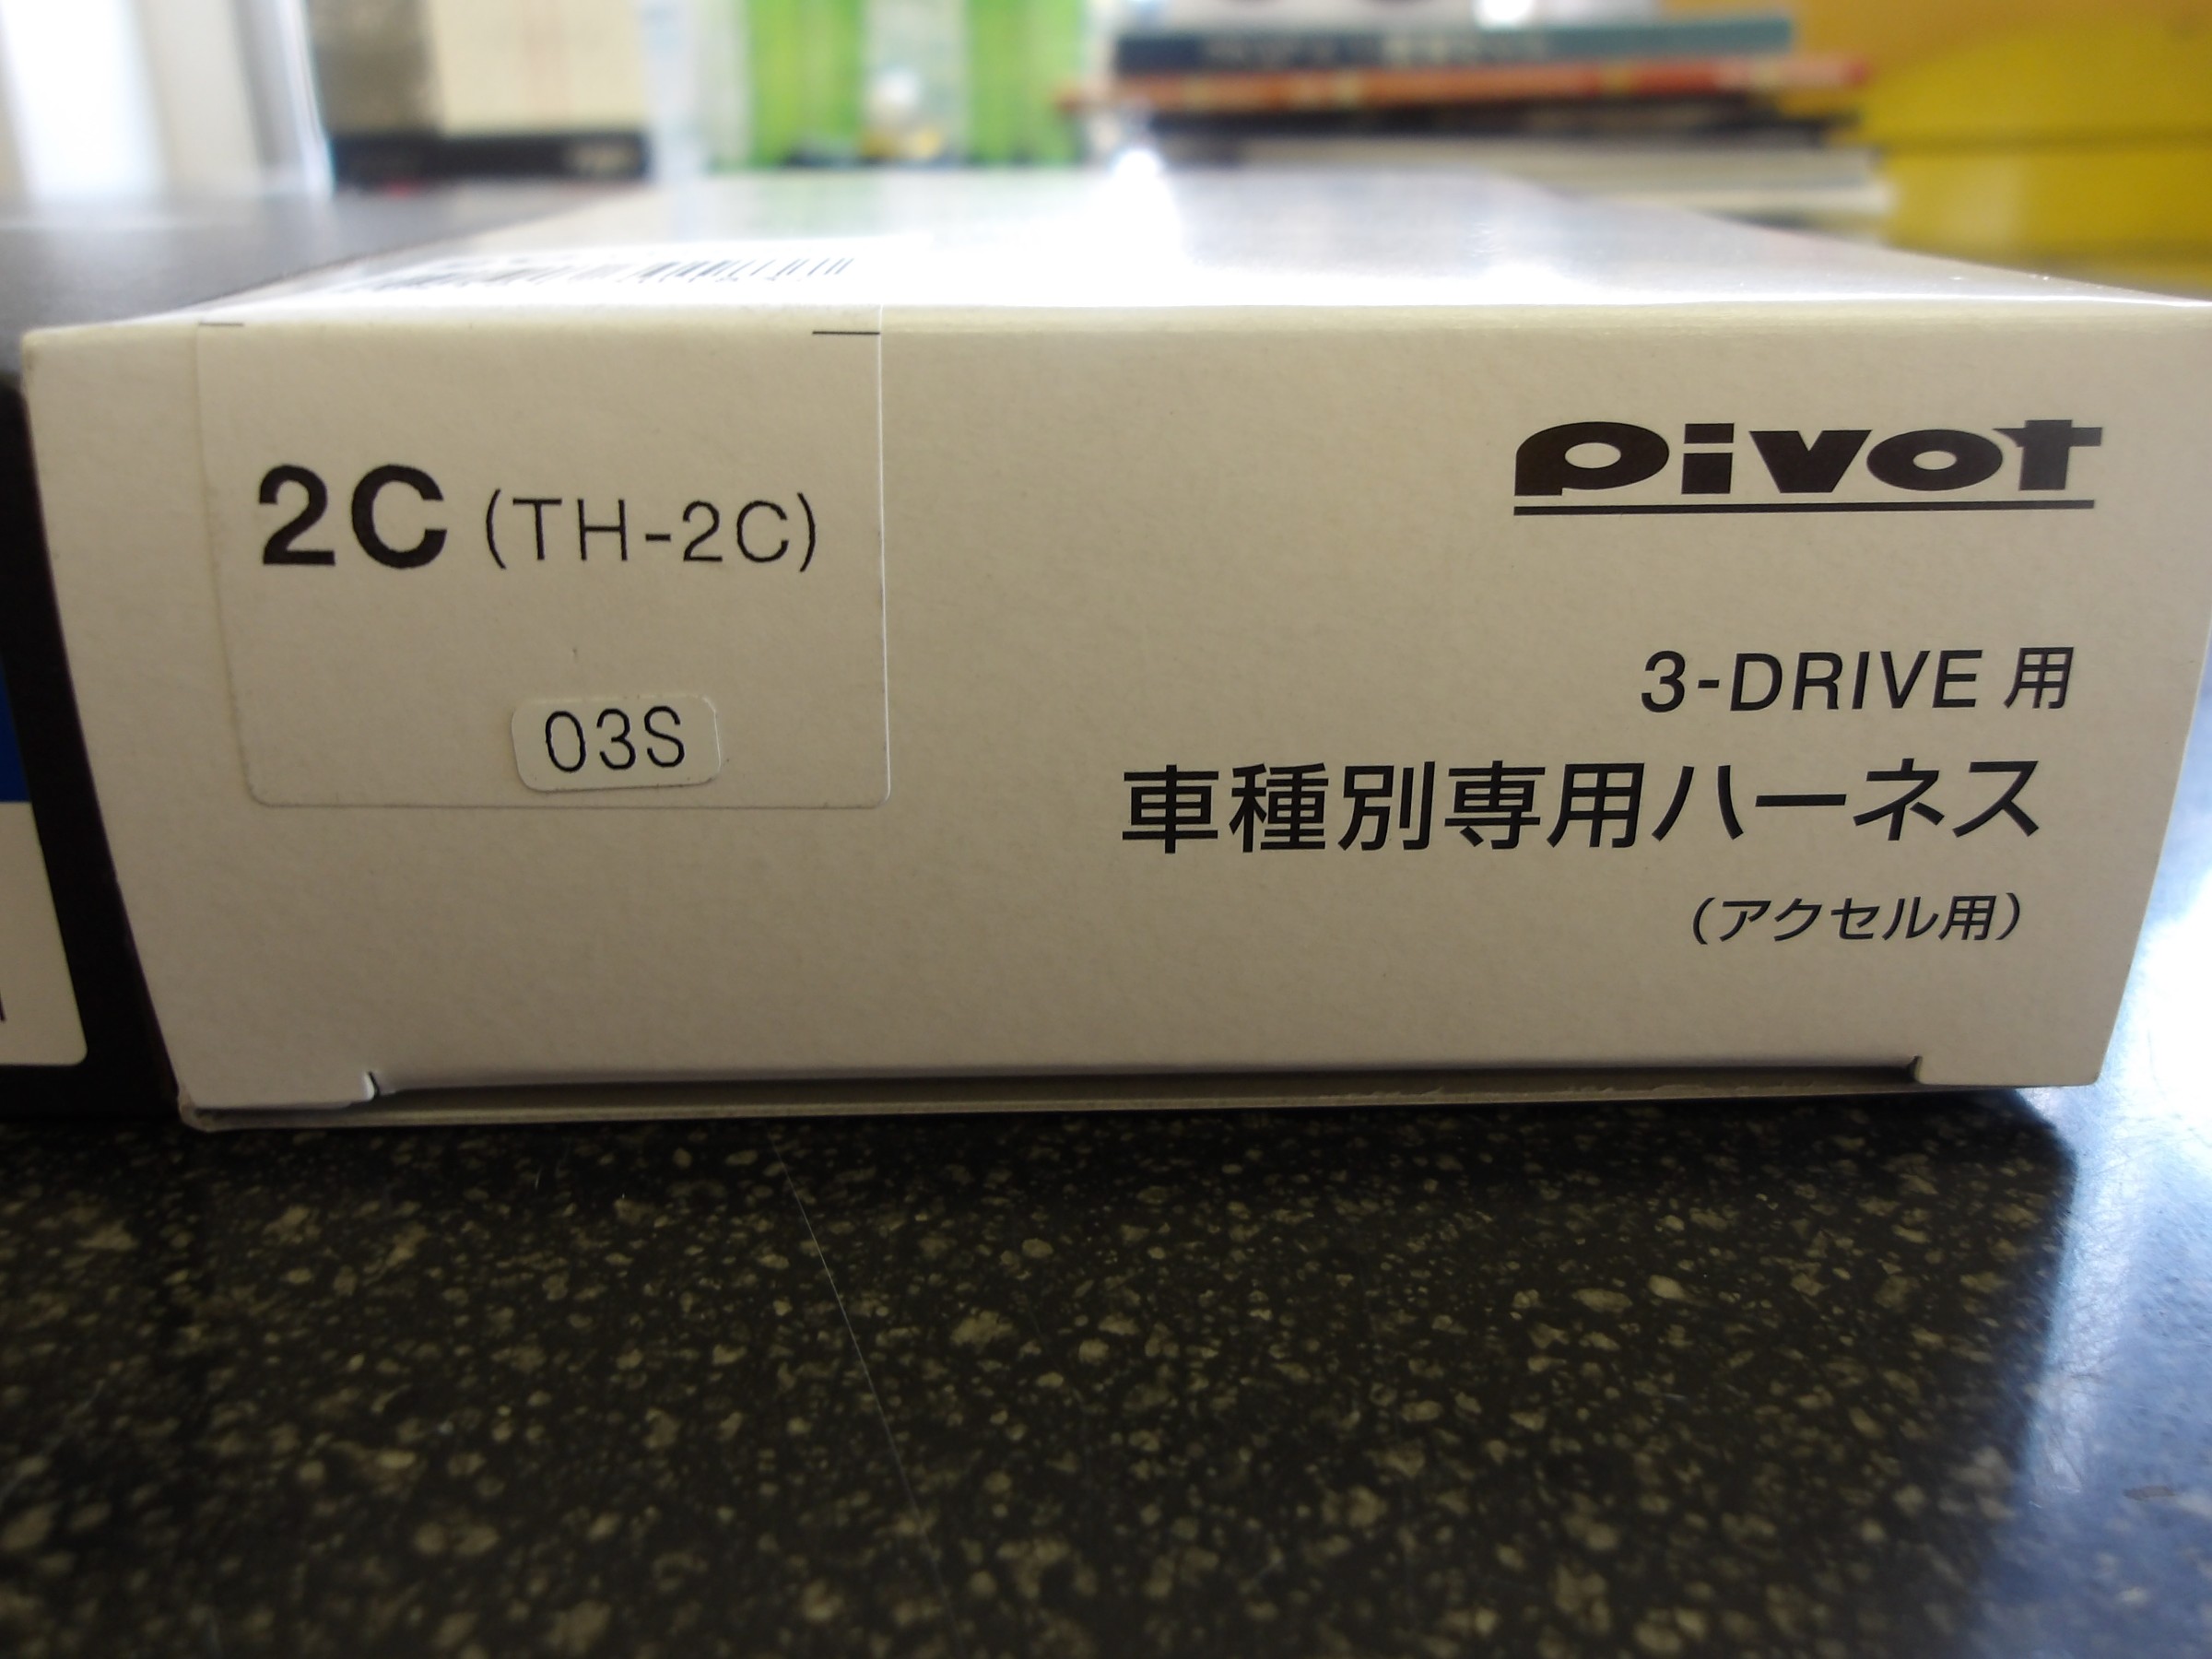 2C (TH-2C)
03S
pivot
3-DRIVE 用
車種別専用ハーネス
(アクセル用)